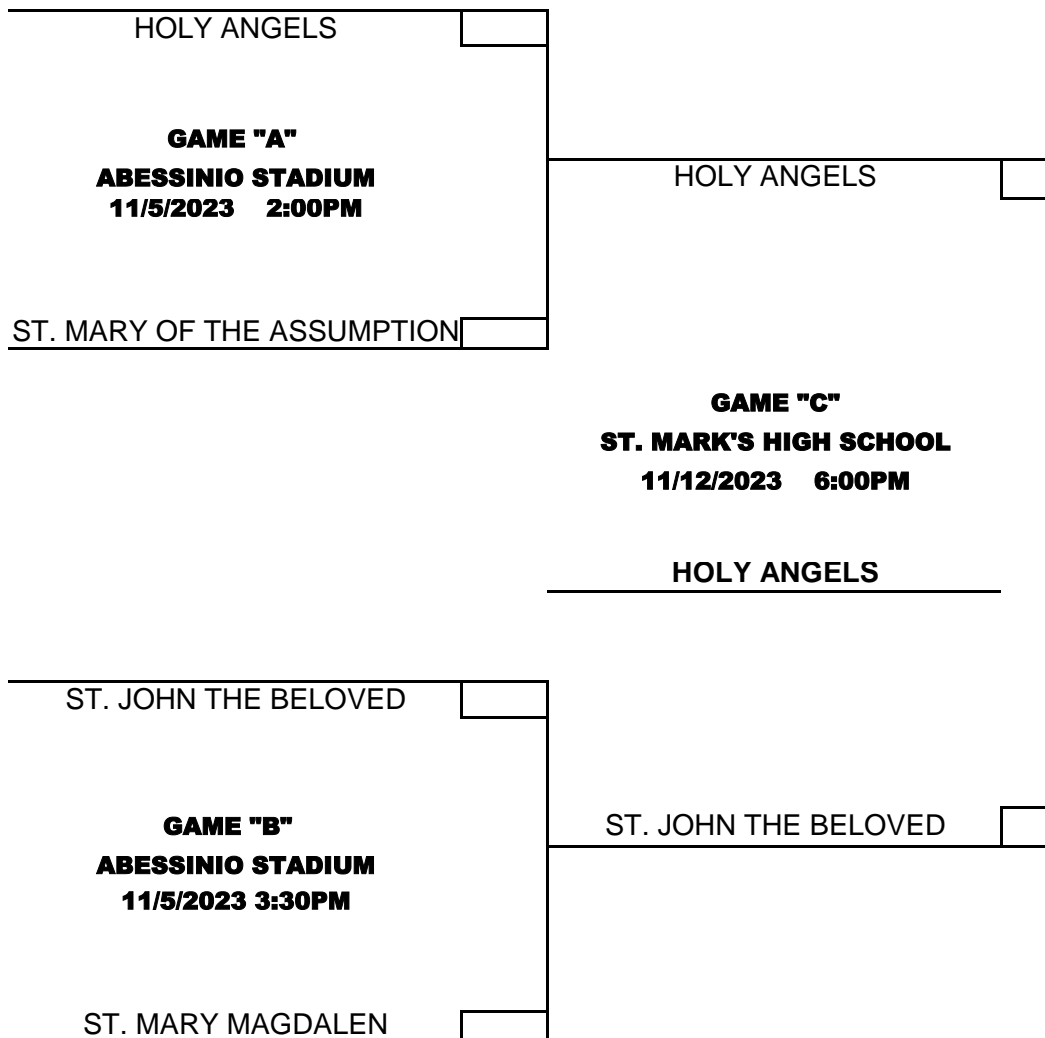 HOLY ANGELS
GAME "A"
ABESSINIO STADIUM
11/5/2023 2:00PM
ST. MARY OF THE ASSUMPTION
HOLY ANGELS
GAME "C"
ST. MARK'S HIGH SCHOOL
11/12/2023 6:00PM
HOLY ANGELS
ST. JOHN THE BELOVED
GAME "B"
ABESSINIO STADIUM
11/5/2023 3:30PM
ST. MARY MAGDALEN
ST. JOHN THE BELOVED